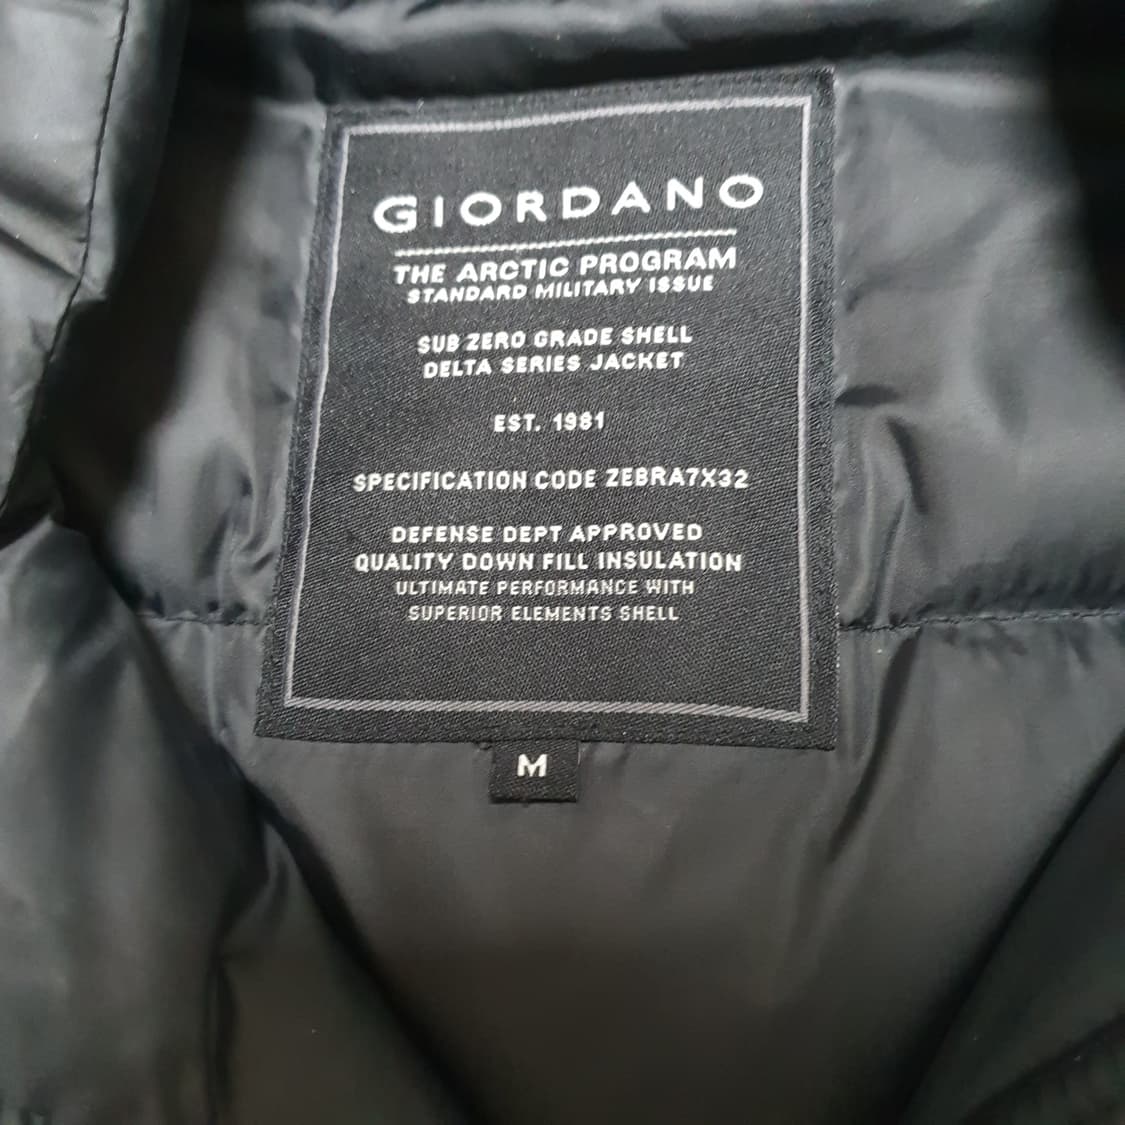 GIORDANO
THE ARCTIC PROGRAM
STANDARD MILITARY ISSUE
SUB ZERO GRADE SHELL
DELTA SERIES JACKET
EST. 1981
SPECIFICATION CODE ZEBRA7X32
DEFENSE DEPT APPROVED
QUALITY DOWN FILL INSULATION
ULTIMATE PERFORMANCE WITH
SUPERIOR ELEMENTS SHELL
M